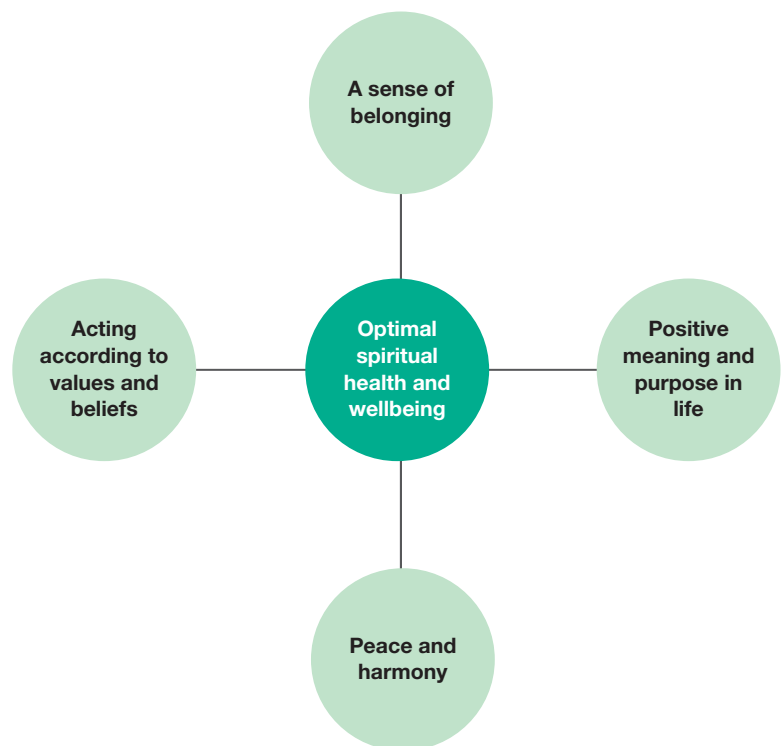 A sense of
belonging
Acting
according to
values and
beliefs
Optimal
spiritual
health and
wellbeing
Positive
meaning and
purpose in
life
Peace and
harmony